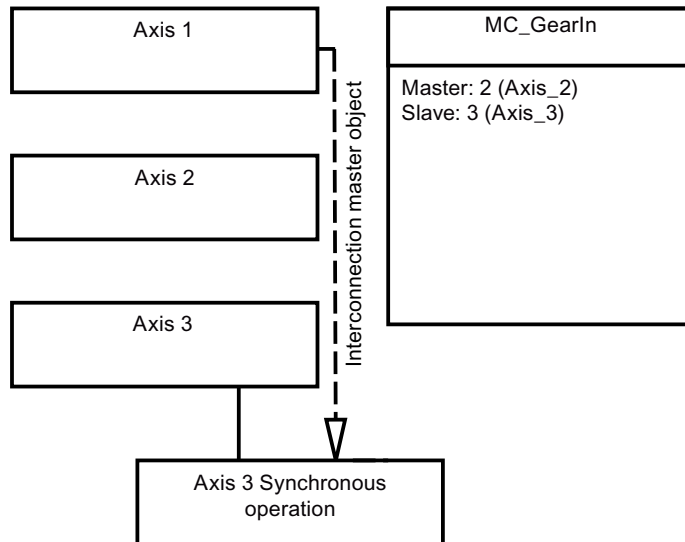 Axis 1
Axis 2
Axis 3
Interconnection master object
Axis 3 Synchronous
operation
MC_GearIn
Master: 2 (Axis_2)
Slave: 3 (Axis_3)